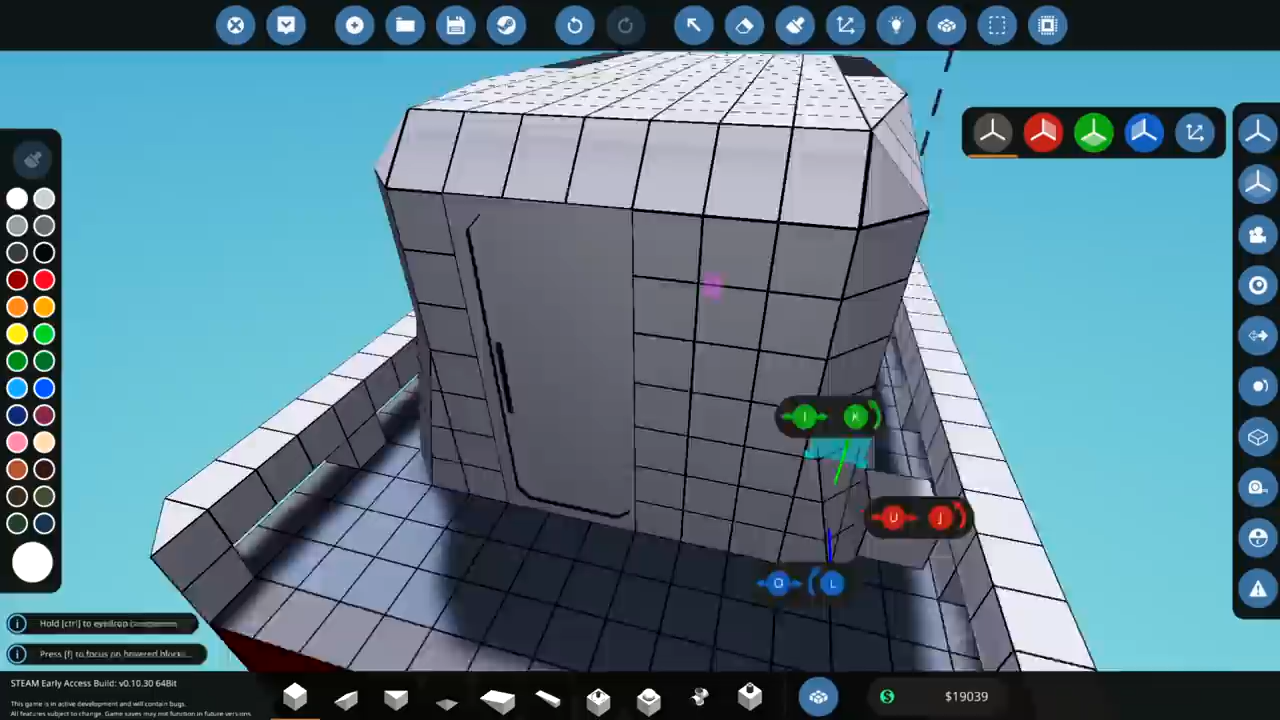 I K
U J
O L
Hold [ctrl] to eyedrop
Press [f] to focus on hovered block
STEAM Early Access Build: v0.10.30 64Bit
This game is in active development and will contain bugs.
All features subject to change. Game saves may not function in future versions.
$ $19039